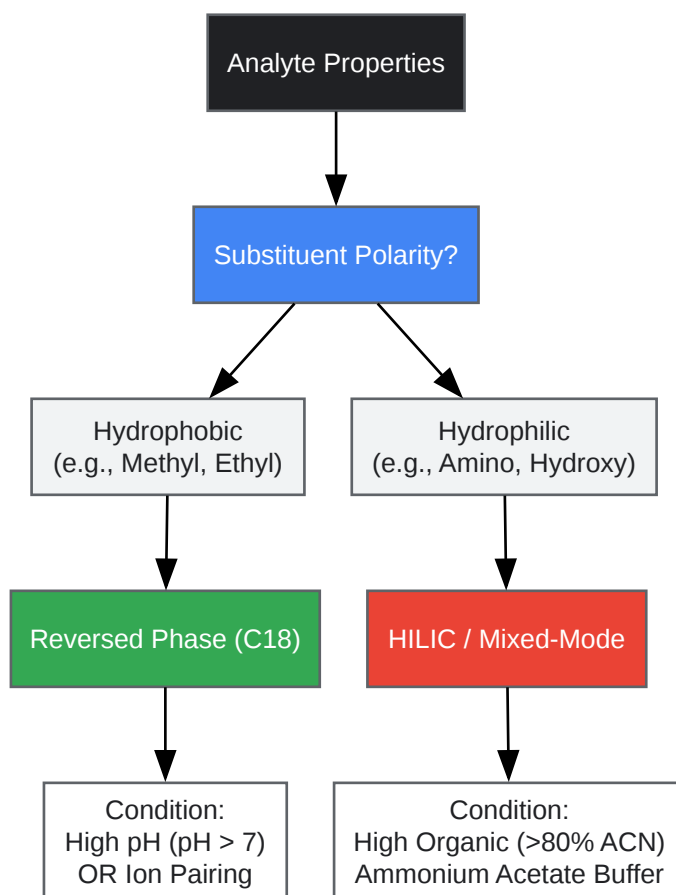 Analyte Properties
Substituent Polarity?
Hydrophobic
(e.g., Methyl, Ethyl)
Hydrophilic
(e.g., Amino, Hydroxy)
Reversed Phase (C18)
HILIC / Mixed-Mode
Condition:
High pH (pH > 7)
OR Ion Pairing
Condition:
High Organic (>80% ACN)
Ammonium Acetate Buffer